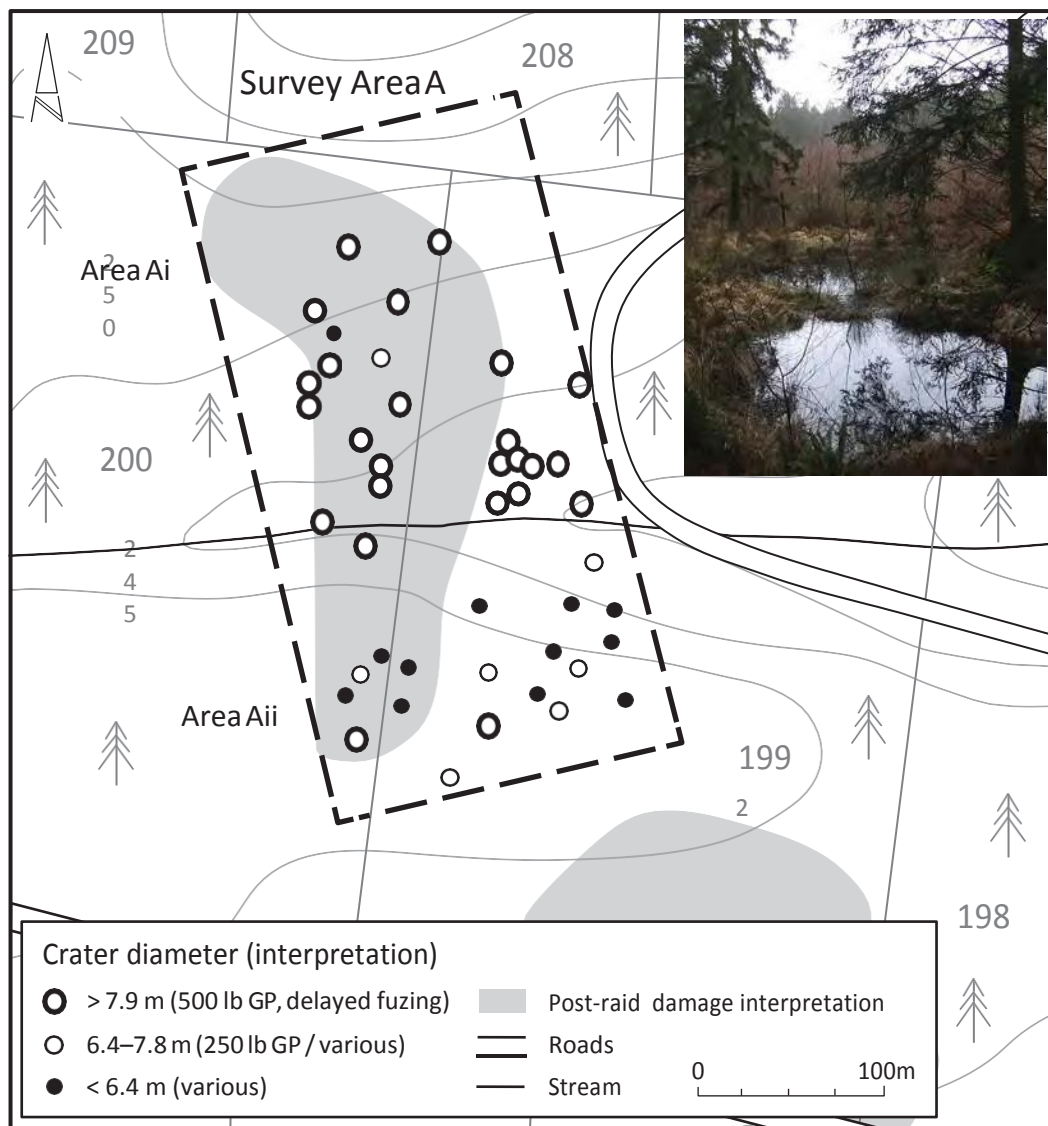 209
208
Survey Area A
N
Area Ai
2
5
0
200
2
4
5
Area Aii
199
2
198
Crater diameter (interpretation)
> 7.9 m (500 lb GP, delayed fuzing)
6.4–7.8 m (250 lb GP / various)
< 6.4 m (various)
Post-raid damage interpretation
Roads
Stream
0 100m